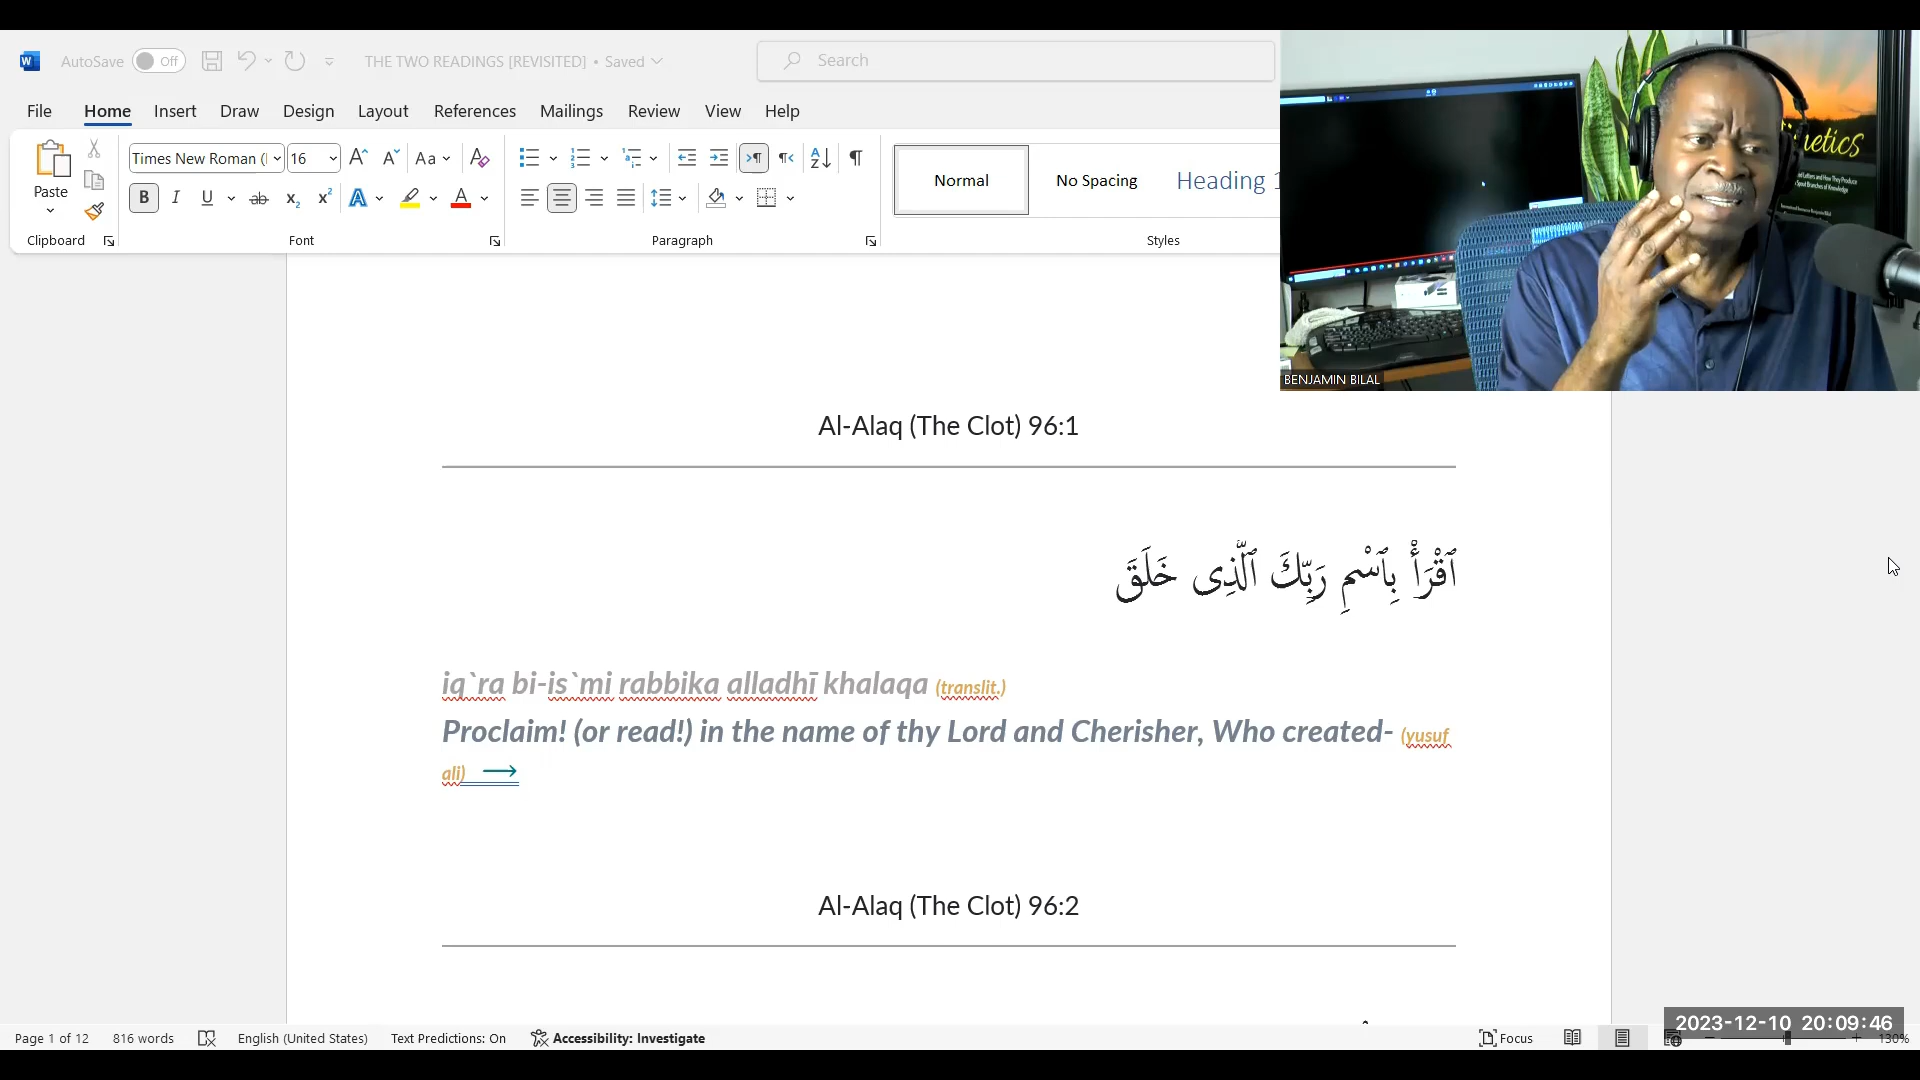 AutoSave Off THE TWO READINGS [REVISITED] • Saved Search
File Home Insert Draw Design Layout References Mailings Review View Help
Paste Times New Roman ( 16 Aa
Normal No Spacing Heading 1
Clipboard Font Paragraph Styles
BENJAMIN BILAL
Al-Alaq (The Clot) 96:1
ٱقْرَأْ بِٱسْمِ رَبِّكَ ٱلَّذِى خَلَقَ
iq`ra bi-is`mi rabbika alladhī khalaqa (translit.)
Proclaim! (or read!) in the name of thy Lord and Cherisher, Who created- (yusuf
ali) ⟶
Al-Alaq (The Clot) 96:2
Page 1 of 12 816 words English (United States) Text Predictions: On Accessibility: Investigate Focus 130%
2023-12-10 20:09:46